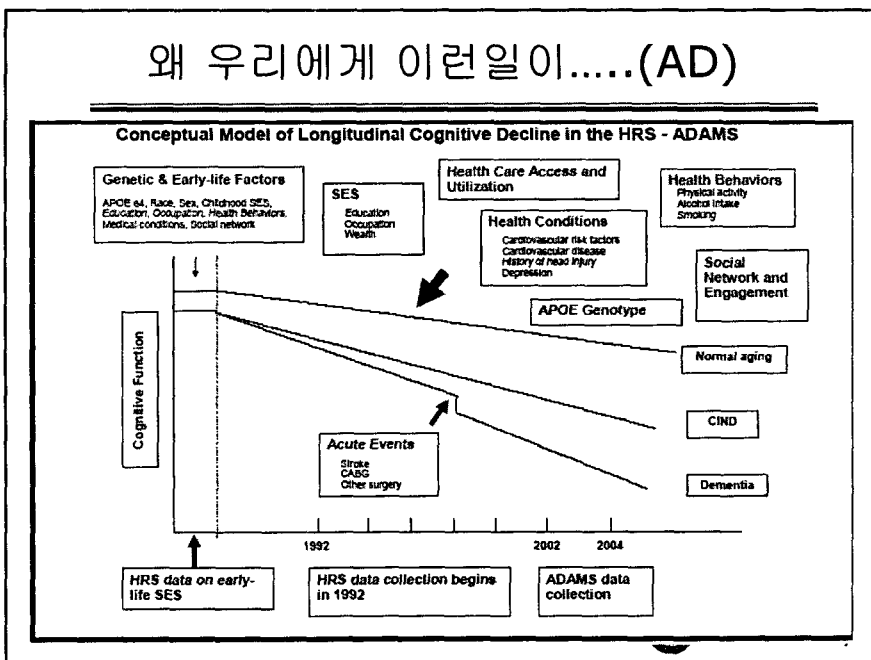 왜 우리에게 이런일이.....(AD)
Conceptual Model of Longitudinal Cognitive Decline in the HRS - ADAMS
Genetic & Early-life Factors
APOE e4, Race, Sex, Childhood SES,
Education, Occupation, Health Behaviors,
Medical conditions, Social network
SES
Education
Occupation
Wealth
Health Care Access and
Utilization
Health Conditions
Cardiovascular risk factors
Cardiovascular disease
History of head injury
Depression
Health Behaviors
Physical activity
Alcohol intake
Smoking
Social
Network and
Engagement
APOE Genotype
Normal aging
Cognitive Function
CIND
Acute Events
Stroke
CABG
Other surgery
Dementia
1992
2002
2004
HRS data on early-
life SES
HRS data collection begins
in 1992
ADAMS data
collection